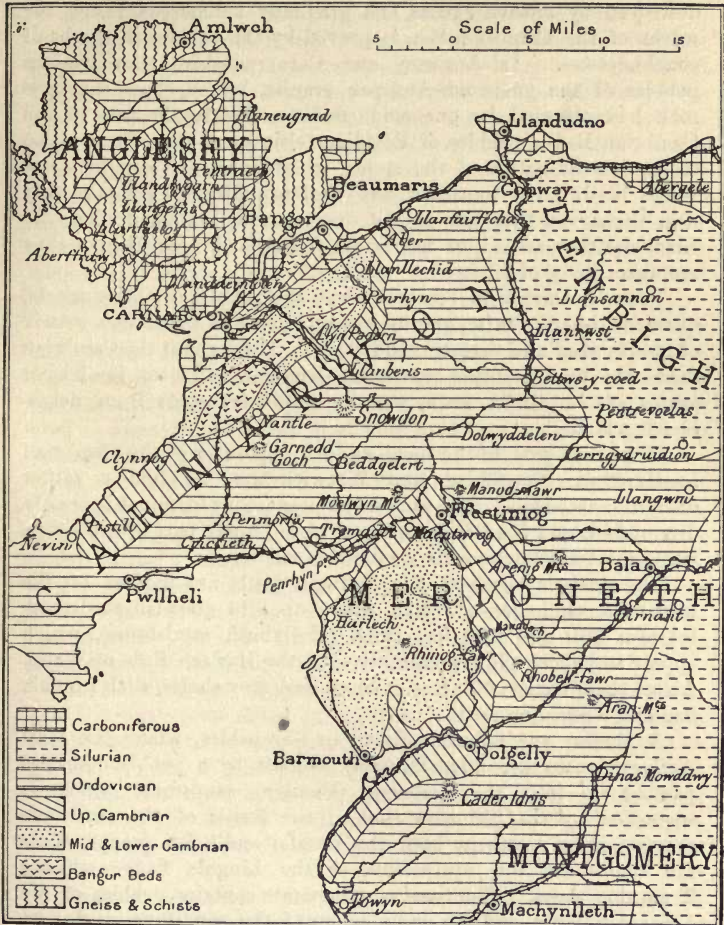 Amlwch
Scale of Miles
5 0 5 10 15
Llaneugrad
Llandudno
ANGLESEY
Pentraeth
Conway
Abergele
Llandrygarn
Beaumaris
Llangefni
Llanfairfechan
Llanfaelog
Bangor
Aber
DENBIGH
Aberffraw
Llanllechid
Llanddeiniolen
Penrhyn
Llansannan
CARNARVON
CARNARVON
Llyn Padarn
Llanrwst
Llanberis
Bettws-y-coed
Snowdon
Pentrevoelas
Nantle
Dolwyddelen
Garnedd
Goch
Clynnog
Beddgelert
Cerrigydruidion
Moelwyn Mt.
Manod-mawr
Llangwm
Pistill
Penmorfa
Ffestiniog
Nevin
Criccieth
Tremadoc
Maentwrog
Penrhyn Pt.
Arenig Mts
Bala
Pwllheli
MERIONETH
Harlech
Rhinog-fawr
Rhobell-fawr
Aran Mts
Carboniferous
Silurian
Ordovician
Barmouth
Dolgelly
Up. Cambrian
Dinas Mowddwy
Cader Idris
Mid & Lower Cambrian
Bangor Beds
MONTGOMERY
Gneiss & Schists
Towyn
Machynlleth